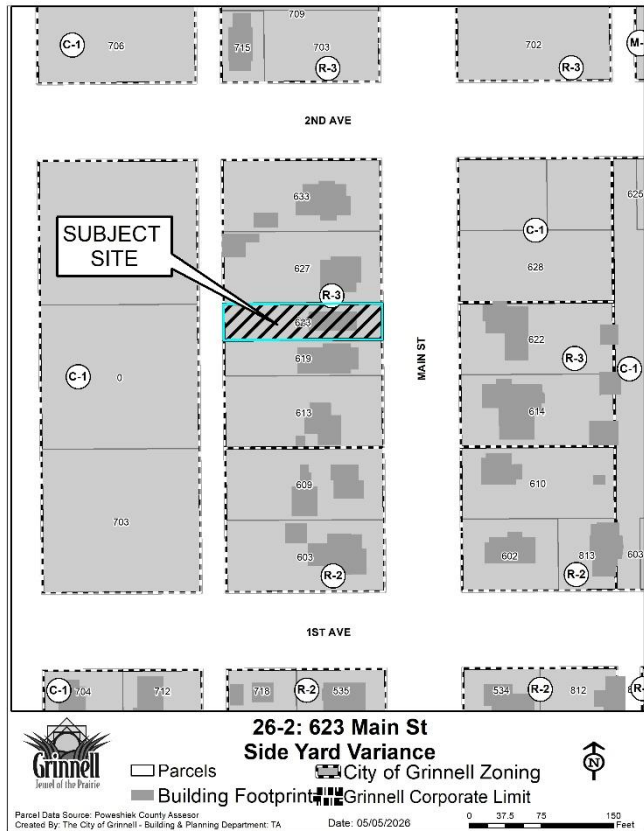 709
C-1
706
715
703
R-3
702
R-3
M-
2ND AVE
633
625
C-1
SUBJECT
SITE
627
628
R-3
623
622
619
MAIN ST
R-3
C-1
C-1
0
613
614
609
610
703
603
602
813
603
R-2
R-2
1ST AVE
C-1
704
712
718
R-2
535
534
R-2
812
8
R-
26-2: 623 Main St
Side Yard Variance
Grinnell
Jewel of the Prairie
Parcels
City of Grinnell Zoning
Building Footprint
Grinnell Corporate Limit
N
Parcel Data Source: Poweshiek County Assesor
Created By: The City of Grinnell - Building & Planning Department: TA
Date: 05/05/2026
0 37.5 75 150
Feet